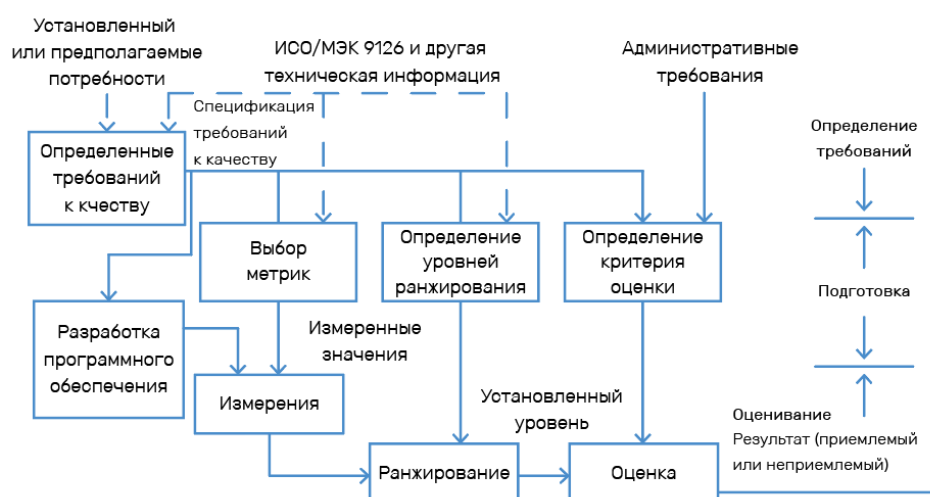 Установленный
или предполагаемые
потребности
ИСО/МЭК 9126 и другая
техническая информация
Административные
требования
Спецификация
требований
к качеству
Определенные
требований
к кчеству
Определение
требований
Выбор
метрик
Определение
уровней
ранжирования
Определение
критерия
оценки
Подготовка
Разработка
программного
обеспечения
Измеренные
значения
Измерения
Установленный
уровень
Оценивание
Результат (приемлемый
или неприемлемый)
Ранжирование
Оценка